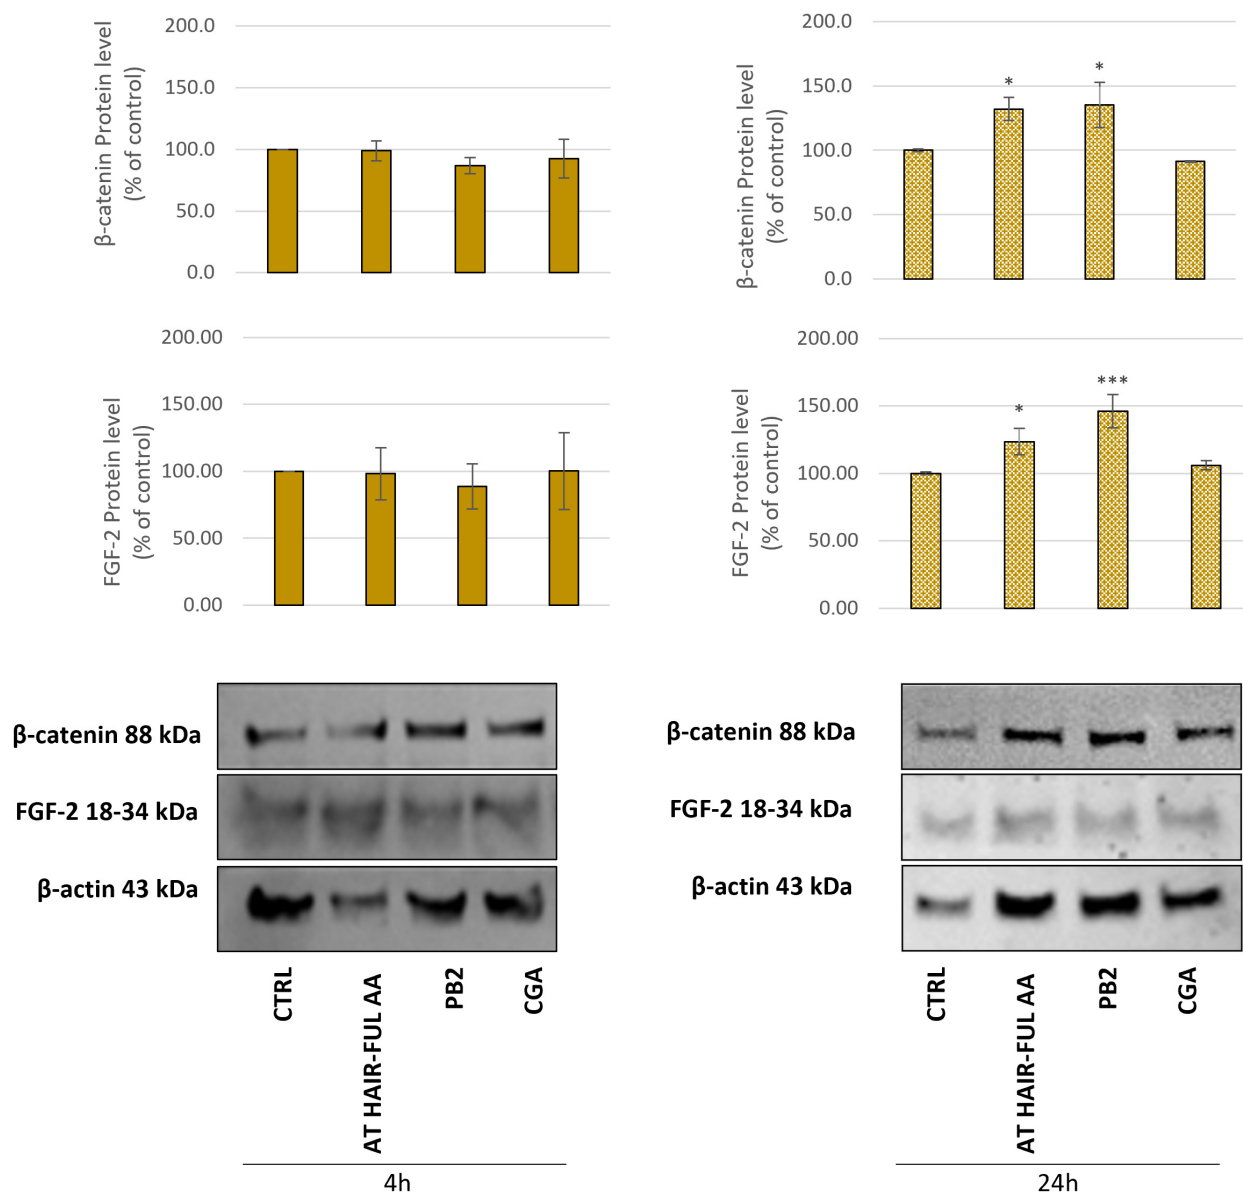 β-catenin Protein level
(% of control)
200.0
150.0
100.0
50.0
0.0
β-catenin Protein level
(% of control)
200.0
150.0
100.0
50.0
0.0
*
*
FGF-2 Protein level
(% of control)
200.00
150.00
100.00
50.00
0.00
FGF-2 Protein level
(% of control)
200.00
150.00
100.00
50.00
0.00
*
***
β-catenin 88 kDa
FGF-2 18-34 kDa
β-actin 43 kDa
CTRL
AT HAIR-FUL AA
PB2
CGA
4h
β-catenin 88 kDa
FGF-2 18-34 kDa
β-actin 43 kDa
CTRL
AT HAIR-FUL AA
PB2
CGA
24h